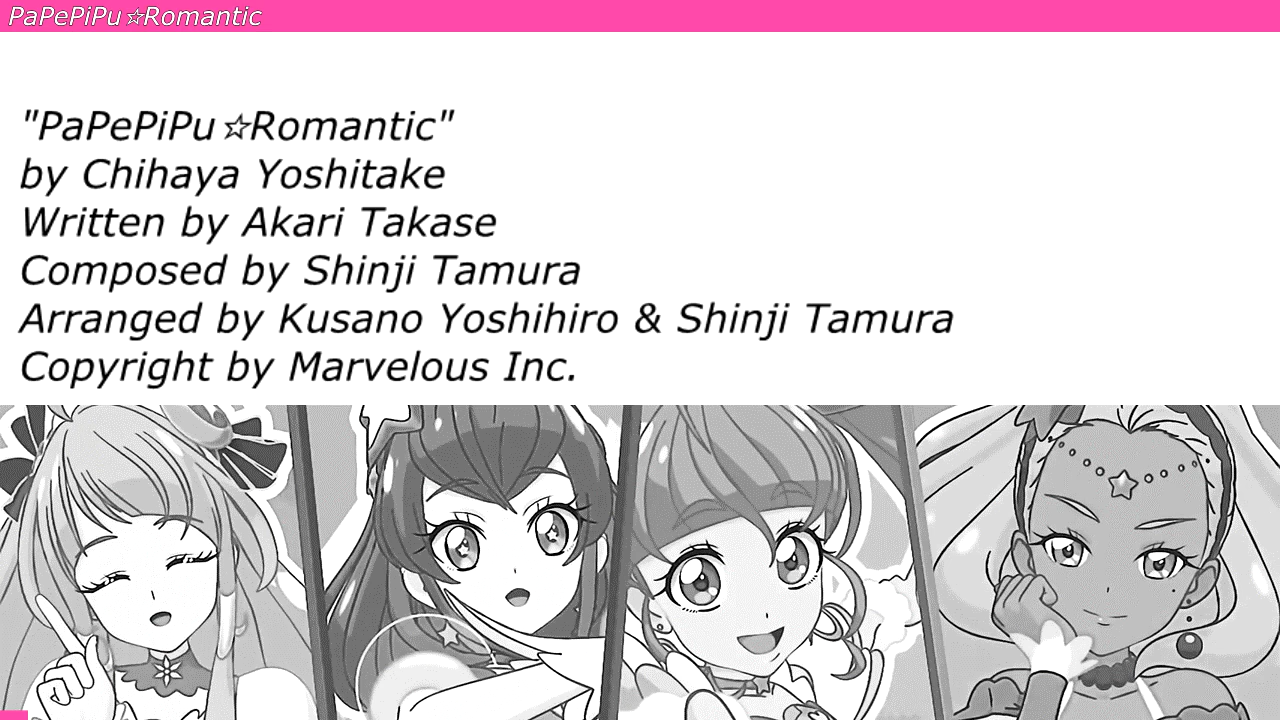 PaPePiPu☆Romantic
"PaPePiPu☆Romantic"
by Chihaya Yoshitake
Written by Akari Takase
Composed by Shinji Tamura
Arranged by Kusano Yoshihiro & Shinji Tamura
Copyright by Marvelous Inc.